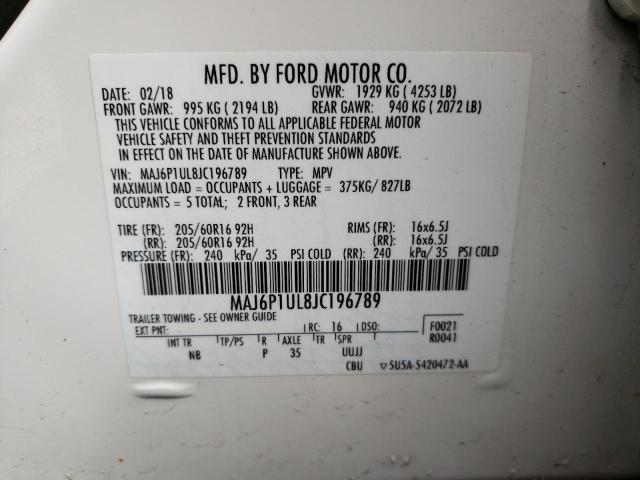 MFD. BY FORD MOTOR CO.
DATE: 02/18 GVWR: 1929 KG ( 4253 LB)
FRONT GAWR: 995 KG ( 2194 LB) REAR GAWR: 940 KG ( 2072 LB)
THIS VEHICLE CONFORMS TO ALL APPLICABLE FEDERAL MOTOR
VEHICLE SAFETY AND THEFT PREVENTION STANDARDS
IN EFFECT ON THE DATE OF MANUFACTURE SHOWN ABOVE.
VIN: MAJ6P1UL8JC196789 TYPE: MPV
MAXIMUM LOAD = OCCUPANTS + LUGGAGE = 375KG/ 827LB
OCCUPANTS = 5 TOTAL; 2 FRONT, 3 REAR
TIRE (FR): 205/60R16 92H RIMS (FR): 16x6.5J
(RR): 205/60R16 92H (RR): 16x6.5J
PRESSURE (FR): 240 kPa/ 35 PSI COLD (RR): 240 kPa/ 35 PSI COLD
MAJ6P1UL8JC196789
TRAILER TOWING - SEE OWNER GUIDE
EXT PNT: RC: 16 DSO: F0021
R0041
INT TR TP/PS R AXLE TR SPR
NB P 35 UUJJ
CBU ▽5U5A-5420472-AA